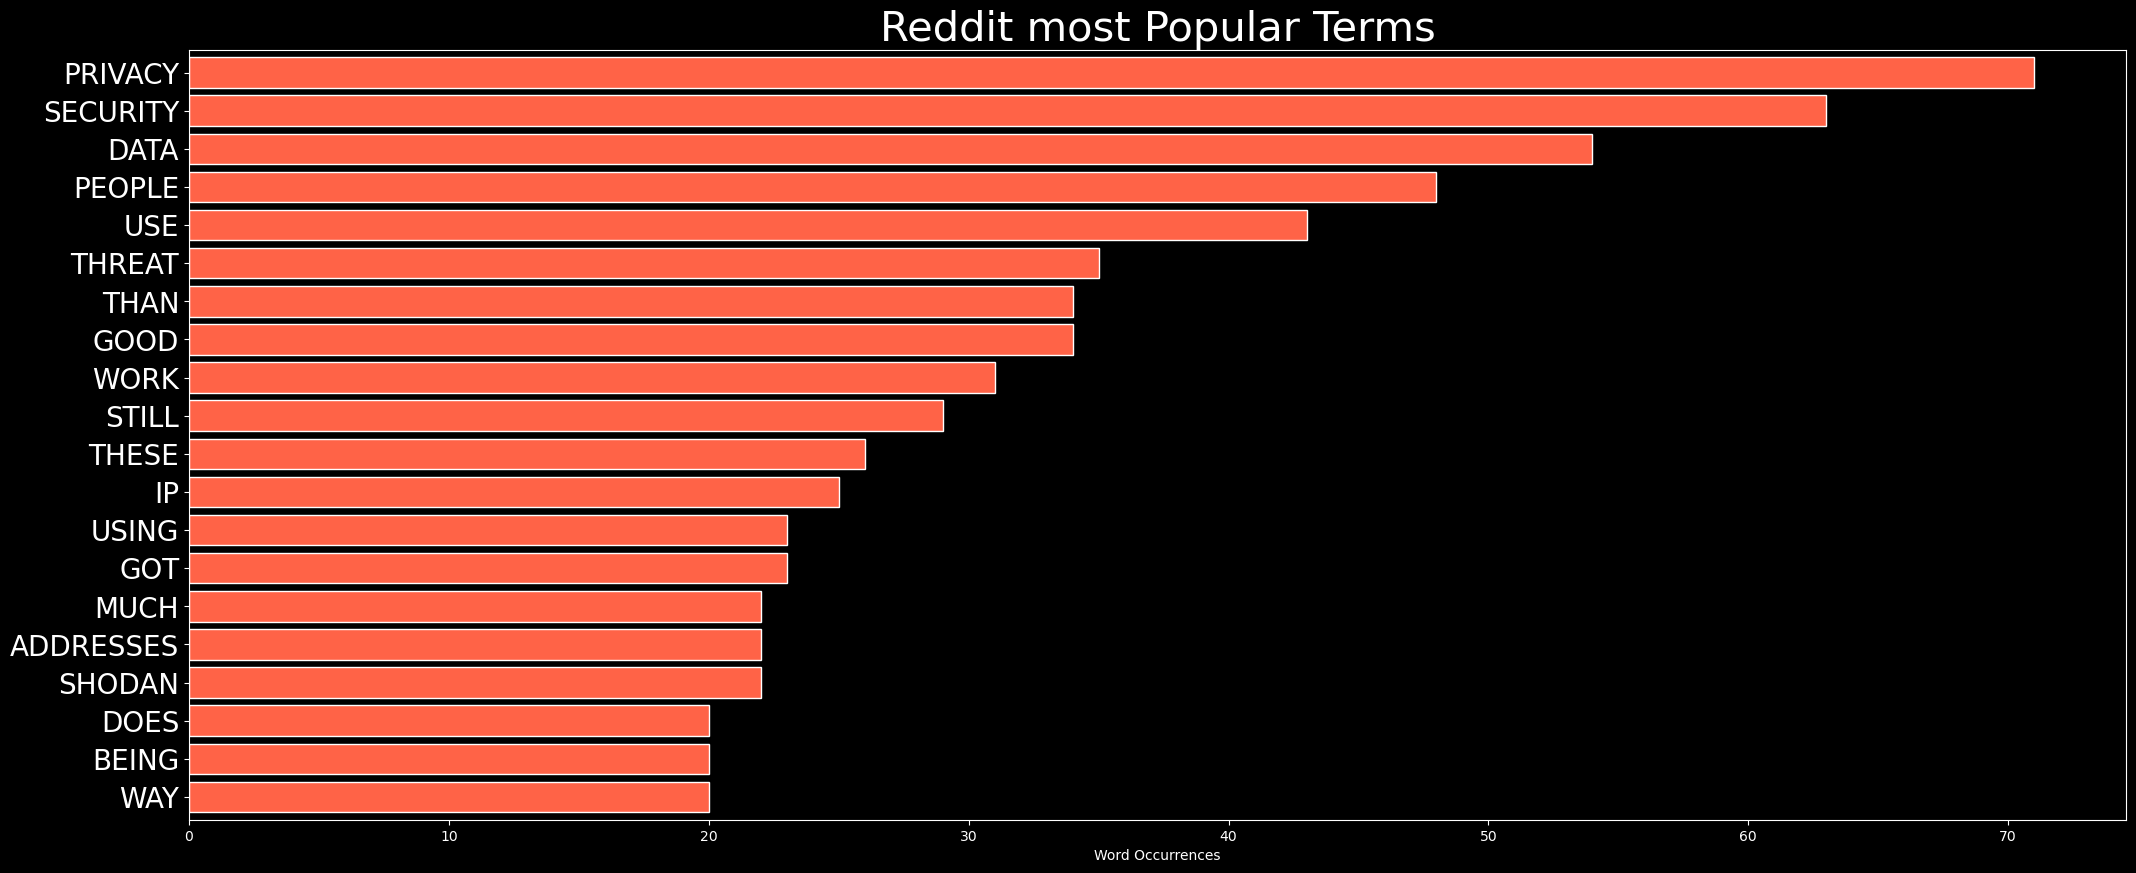 Reddit most Popular Terms
PRIVACY
SECURITY
DATA
PEOPLE
USE
THREAT
THAN
GOOD
WORK
STILL
THESE
IP
USING
GOT
MUCH
ADDRESSES
SHODAN
DOES
BEING
WAY
0 10 20 30 40 50 60 70
Word Occurrences